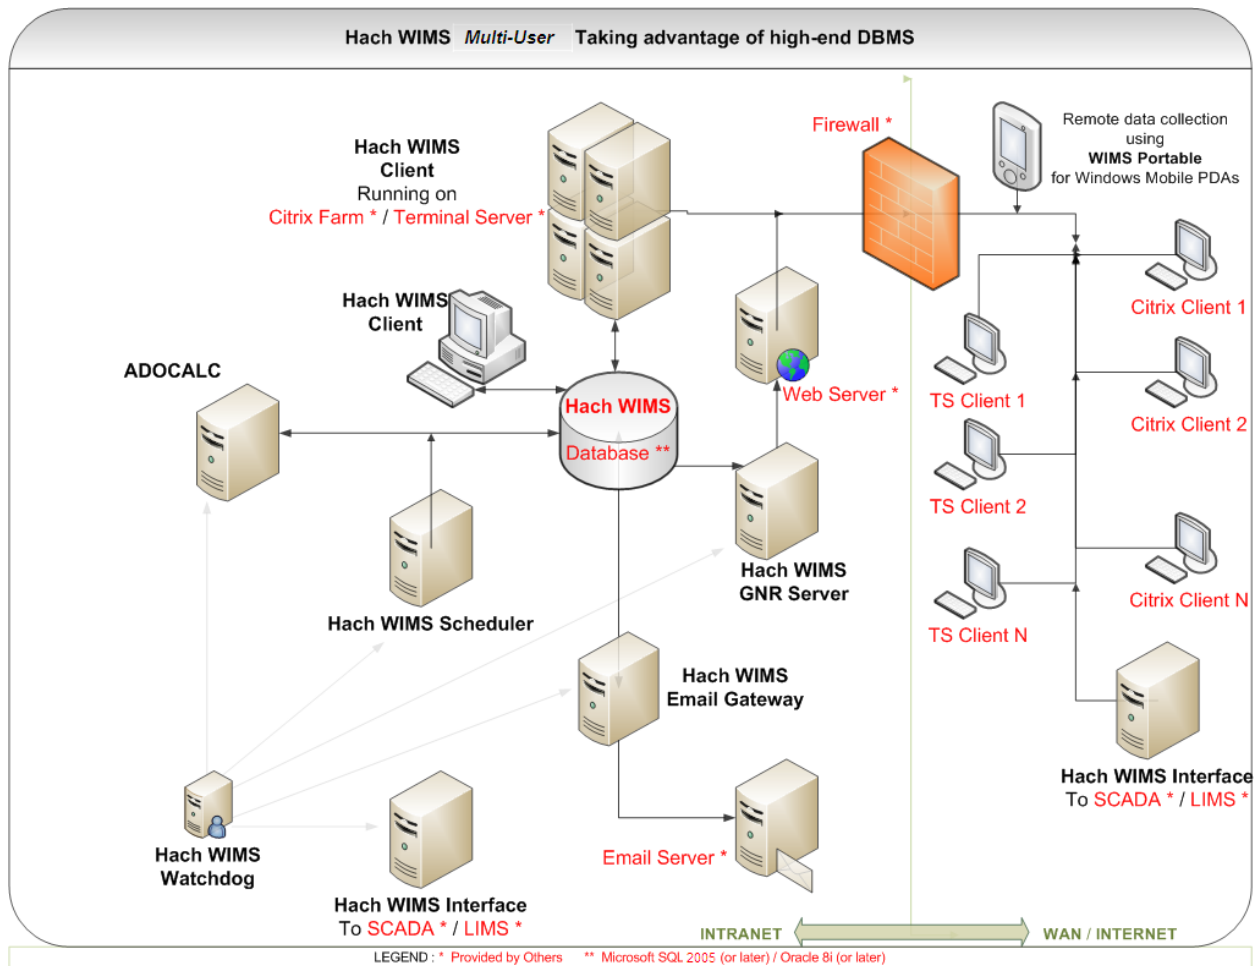 Hach WIMS Multi-User Taking advantage of high-end DBMS
Hach WIMS
Client
Running on
Citrix Farm * / Terminal Server *
Firewall *
Remote data collection
using
WIMS Portable
for Windows Mobile PDAs
Hach WIMS
Client
ADOCALC
Hach WIMS
Database **
Web Server *
Citrix Client 1
TS Client 1
Citrix Client 2
TS Client 2
Hach WIMS
GNR Server
Citrix Client N
TS Client N
Hach WIMS Scheduler
Hach WIMS
Email Gateway
Hach WIMS Interface
To SCADA * / LIMS *
Hach WIMS
Watchdog
Email Server *
Hach WIMS Interface
To SCADA * / LIMS *
INTRANET
WAN / INTERNET
LEGEND : * Provided by Others ** Microsoft SQL 2005 (or later) / Oracle 8i (or later)